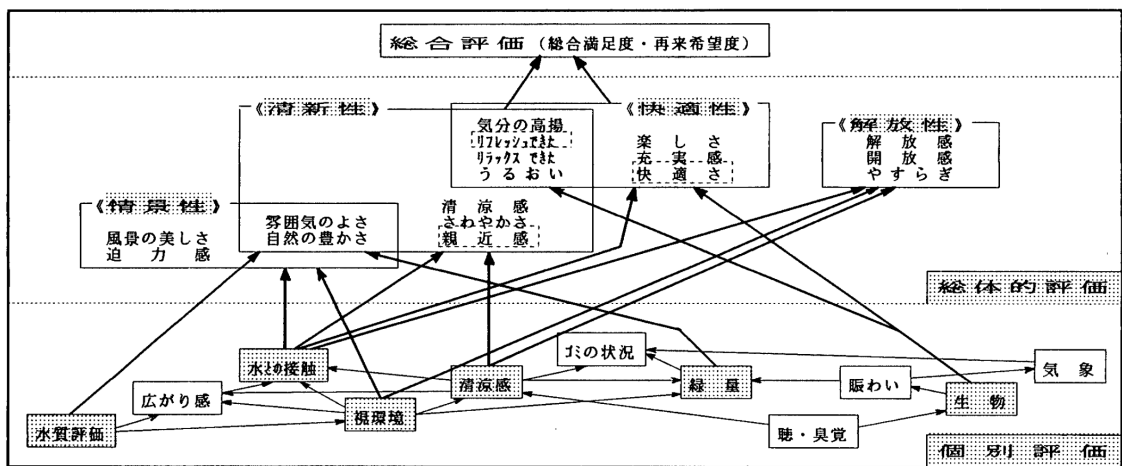 総合評価 (総合満足度・再来希望度)
《清新性》
《快適性》
《解放性》
気分の高揚
リフレッシュできた
リラックスできた
うるおい
楽しさ
充実感
快適さ
解放感
開放感
やすらぎ
《情景性》
風景の美しさ
迫力感
雰囲気のよさ
自然の豊かさ
清涼感
さわやかさ
親近感
総体的評価
水との接触
ゴミの状況
気象
清涼感
緑量
賑わい
生物
広がり感
視環境
水質評価
聴・臭覚
個別評価